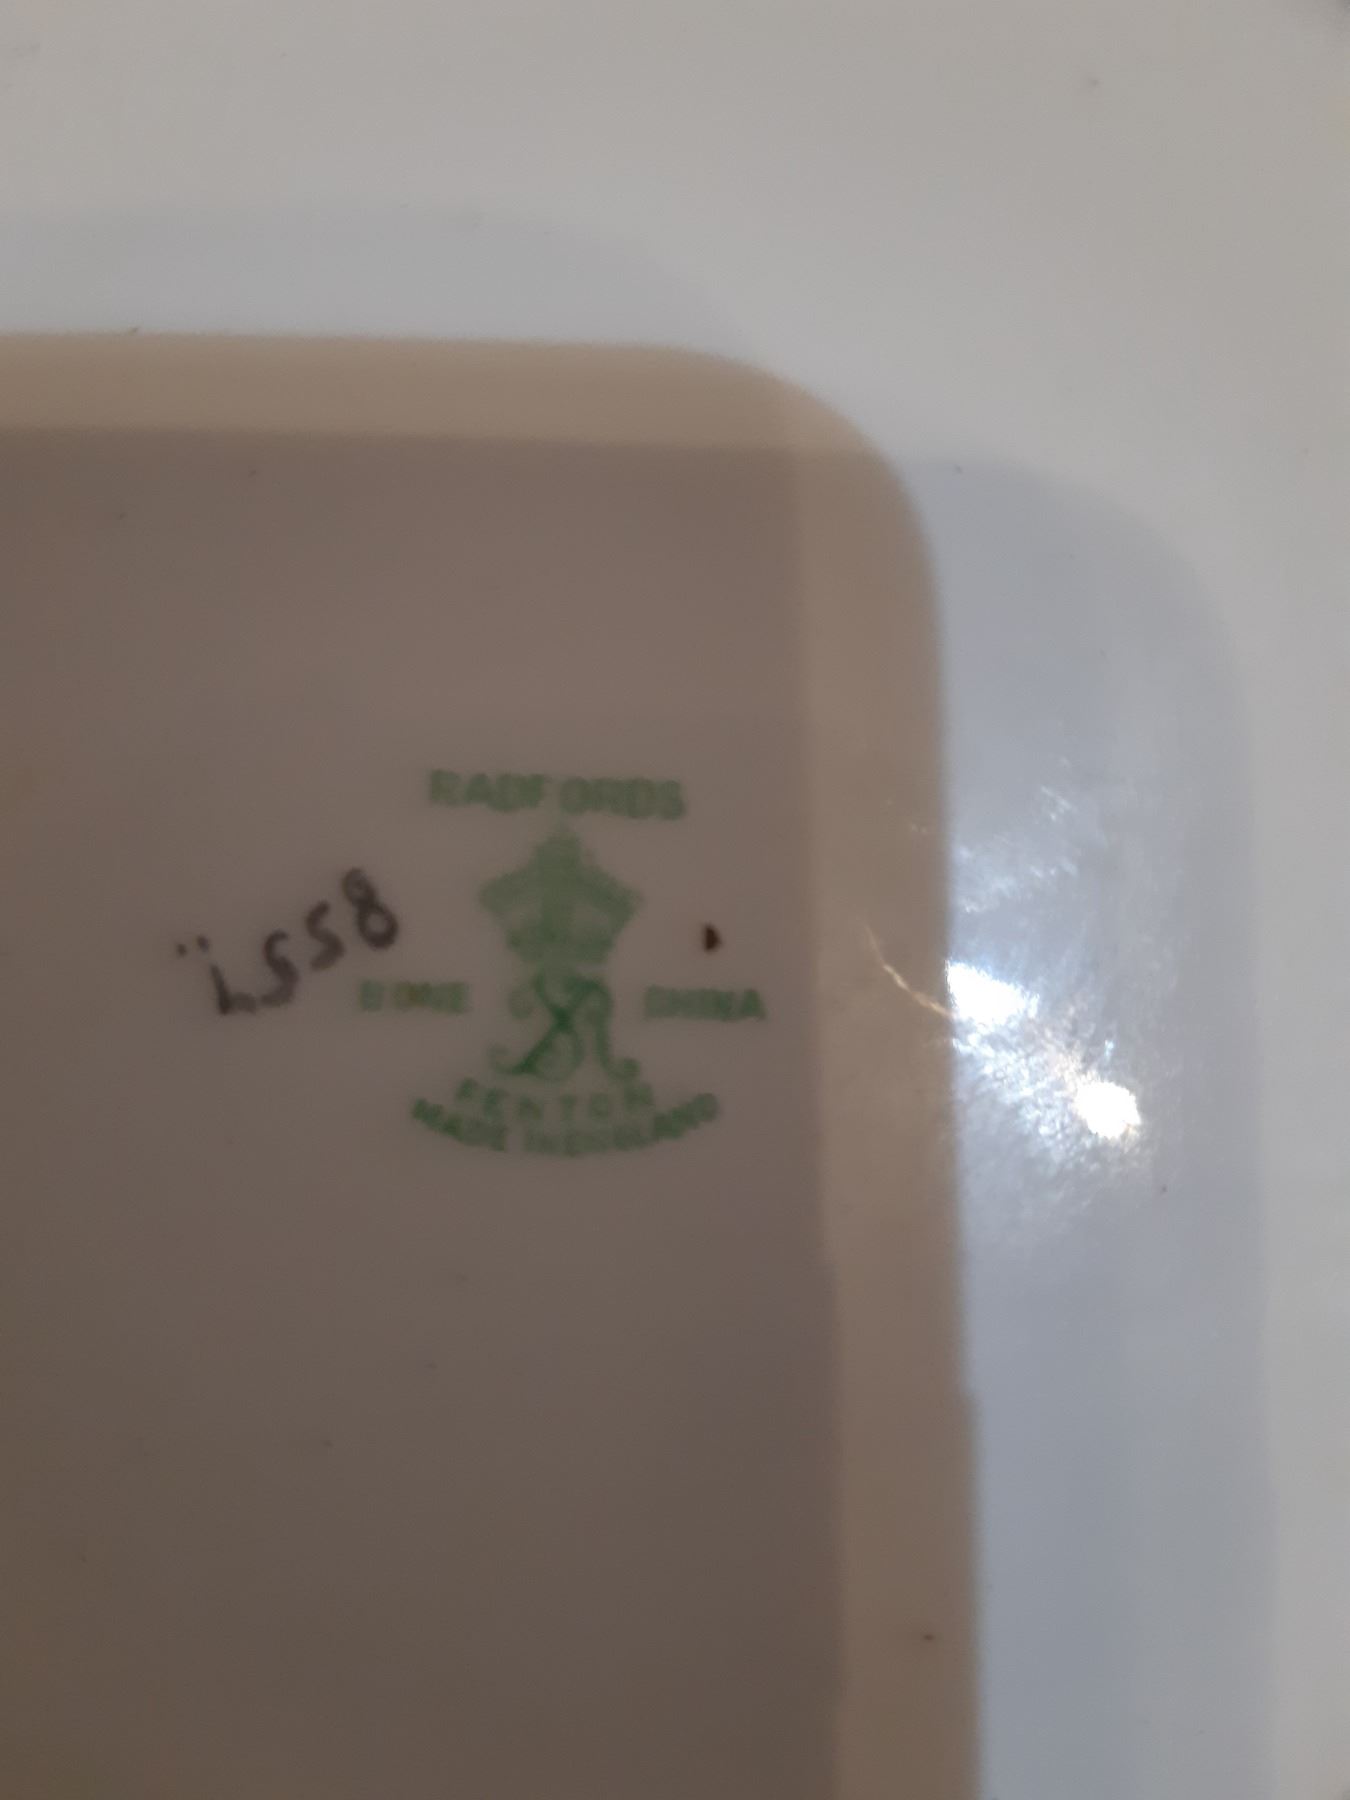 RADFORDS
BONE CHINA
FENTON
MADE IN ENGLAND